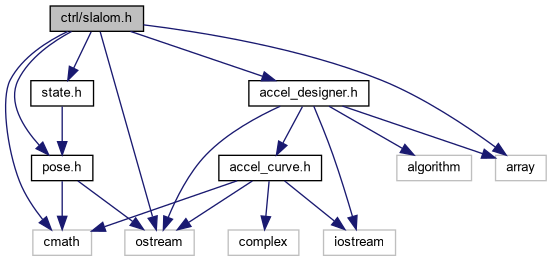 ctrl/slalom.h
state.h
accel_designer.h
pose.h
accel_curve.h
algorithm
array
cmath
ostream
complex
iostream